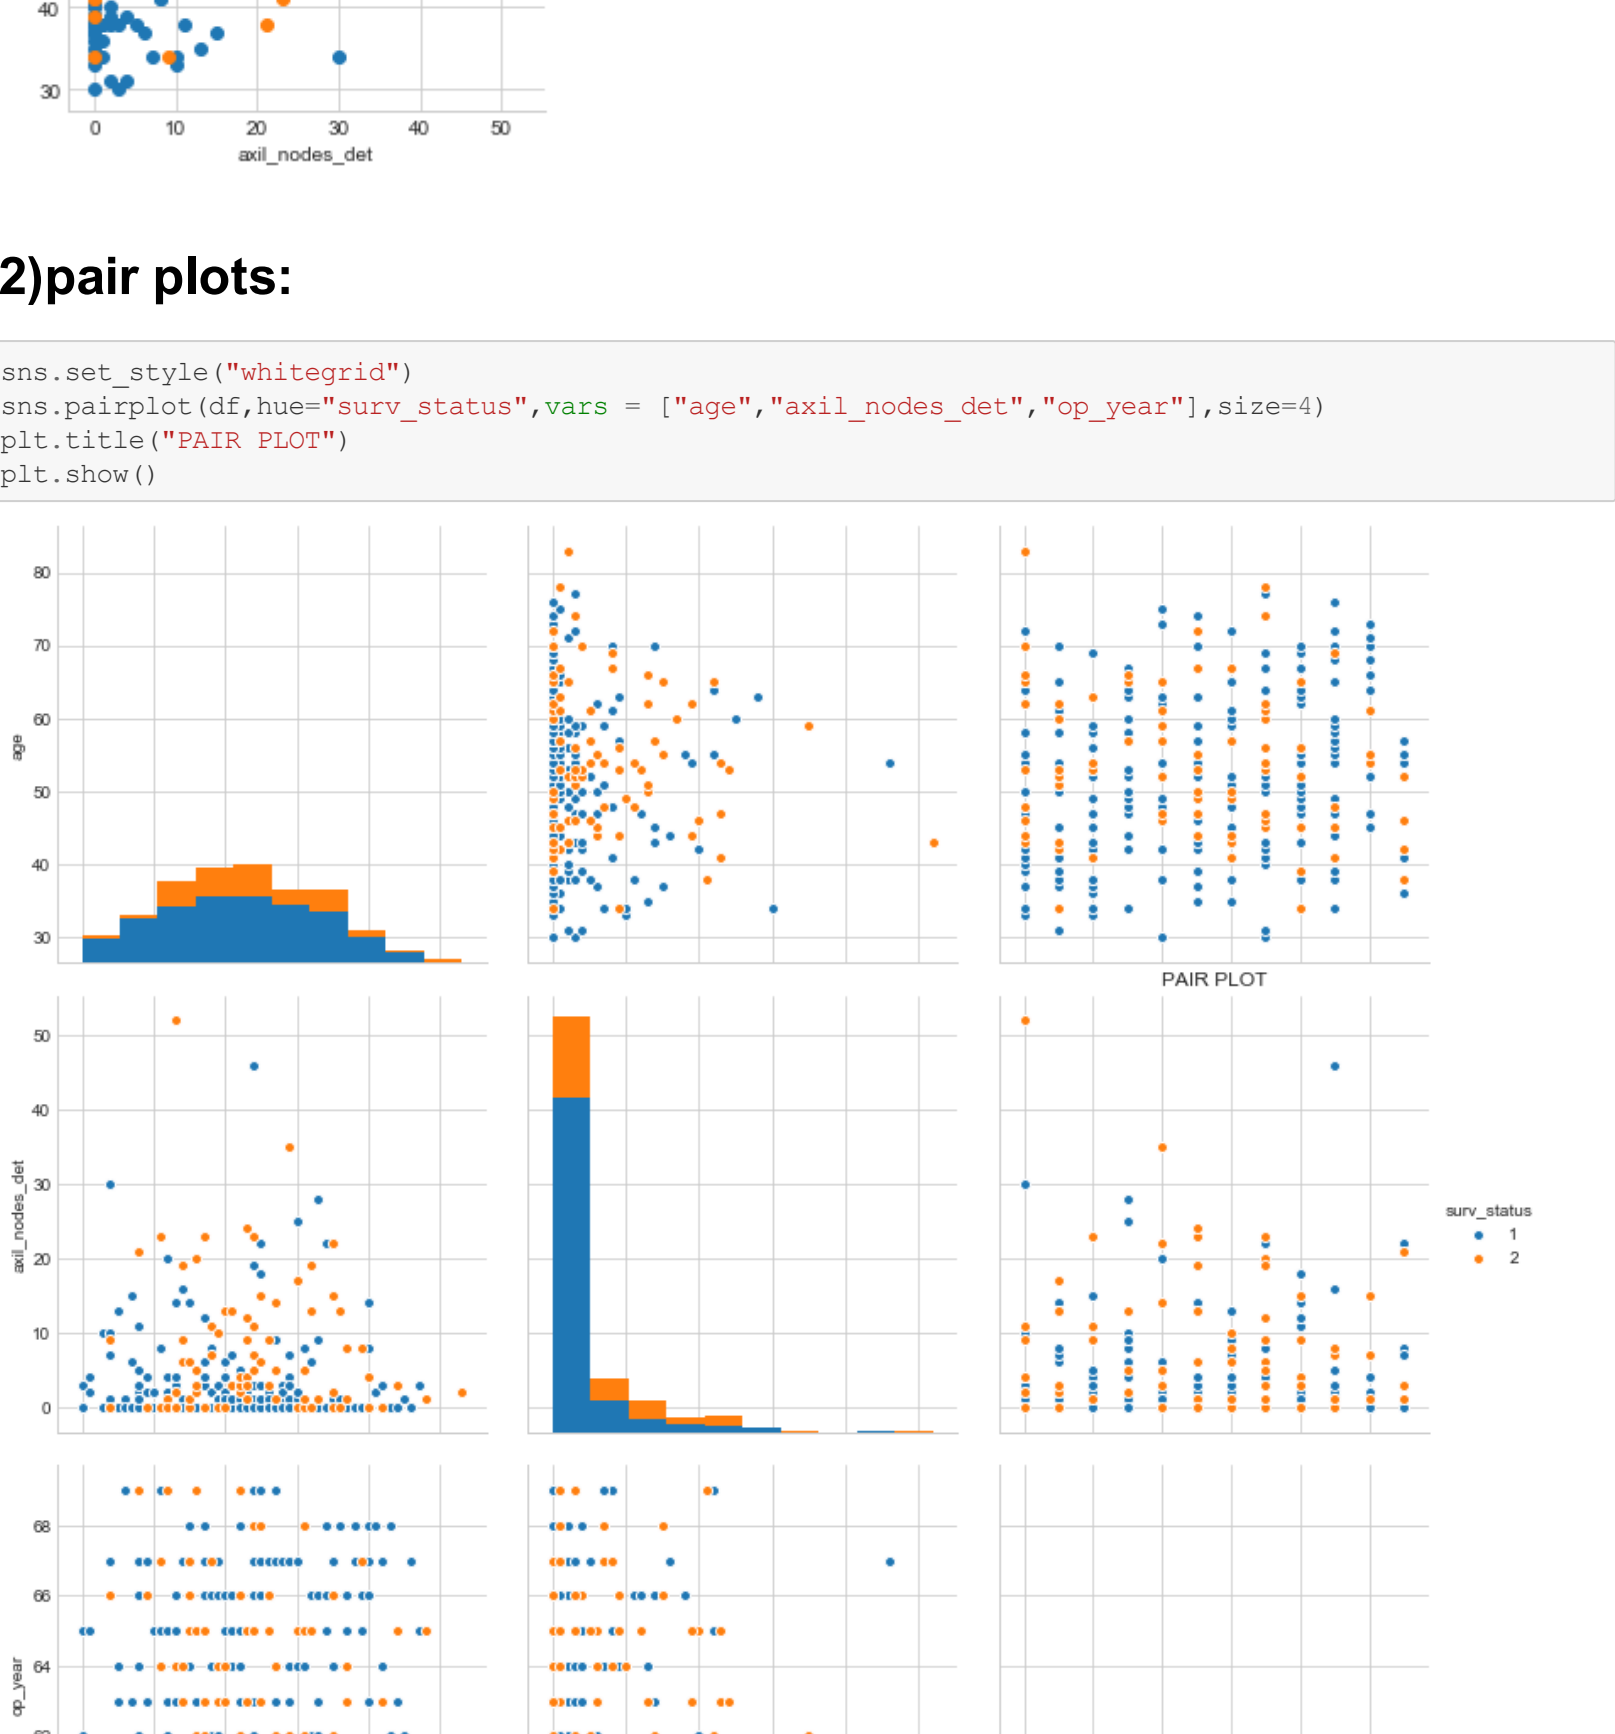 40
30
0 10 20 30 40 50
axil_nodes_det
2)pair plots:
sns.set_style("whitegrid")
sns.pairplot(df,hue="surv_status",vars = ["age","axil_nodes_det","op_year"],size=4)
plt.title("PAIR PLOT")
plt.show()
80
70
60
50
40
30
age
PAIR PLOT
50
40
30
20
10
0
axil_nodes_det
surv_status
1
2
68
66
64
op_year